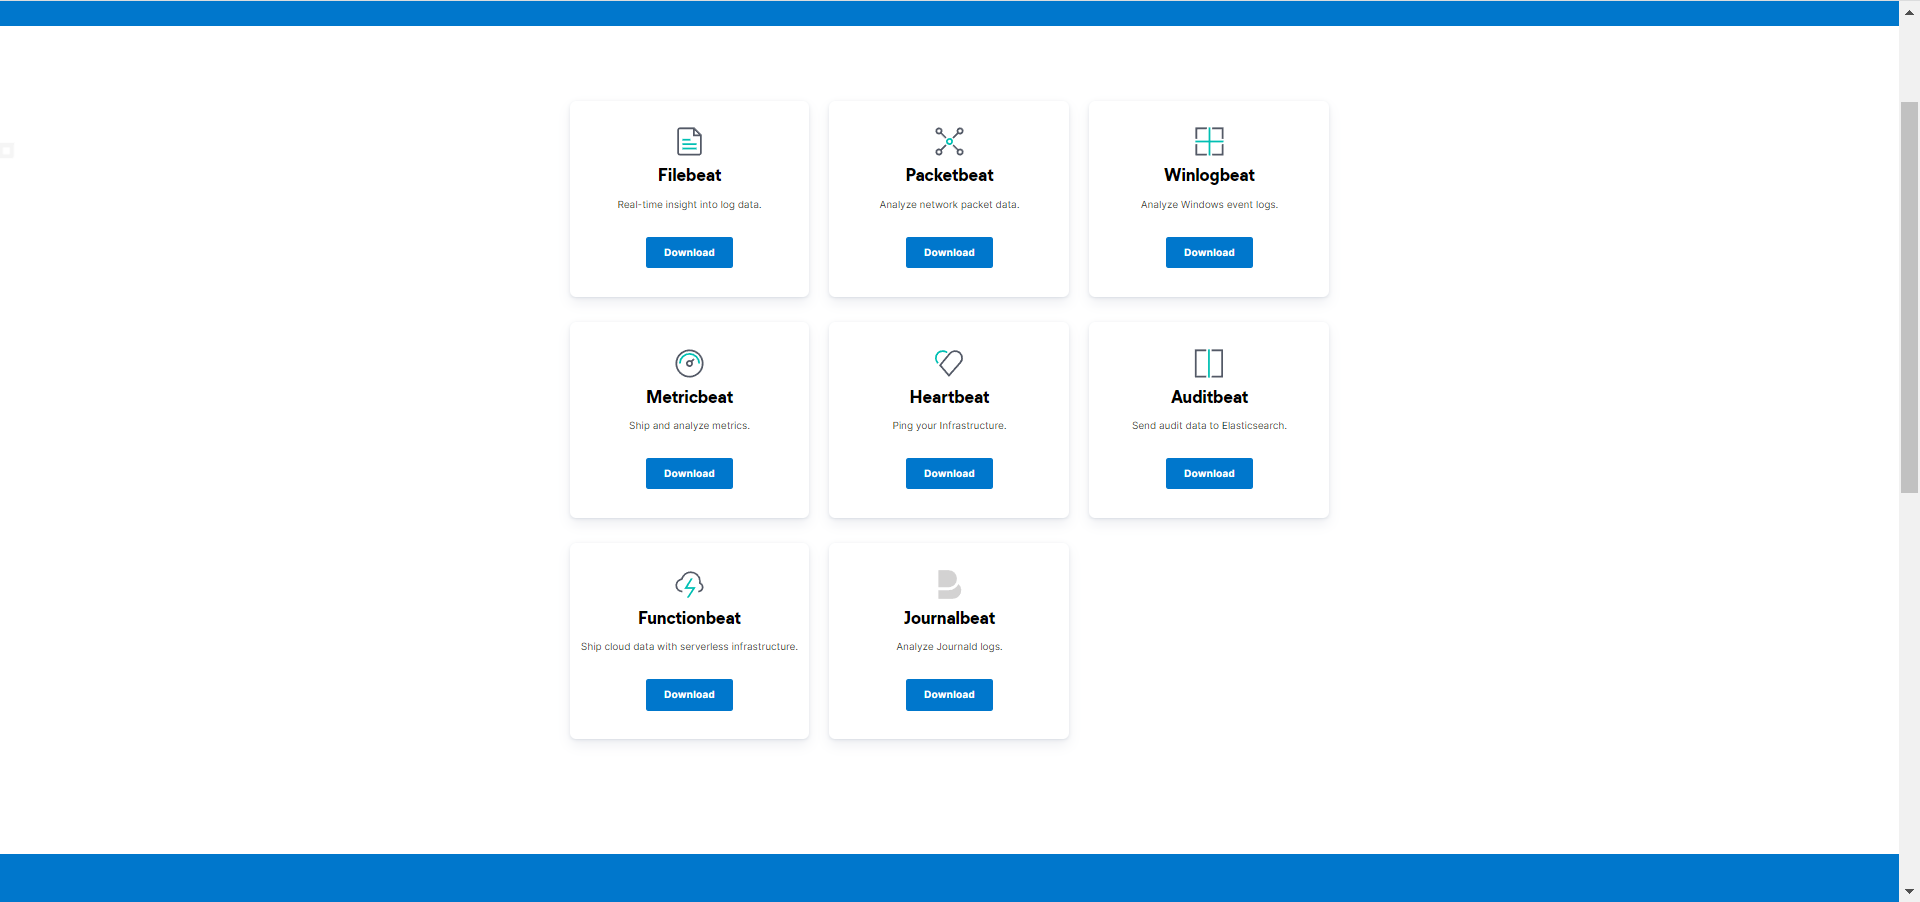 Filebeat
Real-time insight into log data.
Download
Packetbeat
Analyze network packet data.
Download
Winlogbeat
Analyze Windows event logs.
Download
Metricbeat
Ship and analyze metrics.
Download
Heartbeat
Ping your Infrastructure.
Download
Auditbeat
Send audit data to Elasticsearch.
Download
Functionbeat
Ship cloud data with serverless infrastructure.
Download
Journalbeat
Analyze Journald logs.
Download